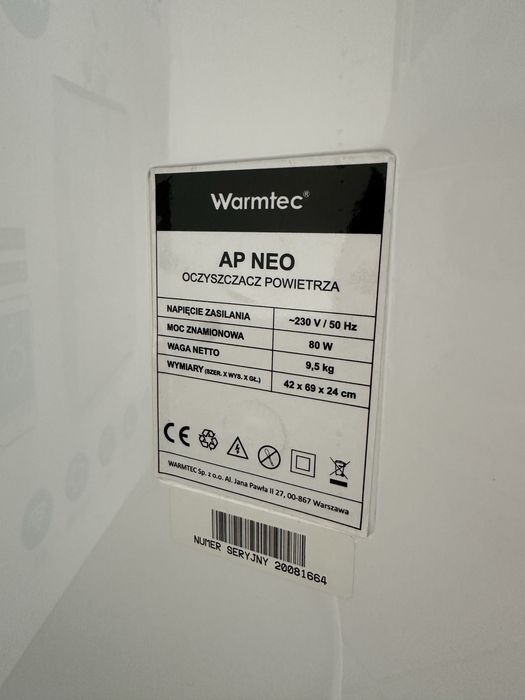 Warmtec®
AP NEO
OCZYSZCZACZ POWIETRZA
NAPIĘCIE ZASILANIA ~230 V / 50 Hz
MOC ZNAMIONOWA 80 W
WAGA NETTO 9,5 kg
WYMIARY (SZER. X WYS. X GŁ.) 42 x 69 x 24 cm
CE
WARMTEC Sp. z o.o. Al. Jana Pawła II 27, 00-867 Warszawa
NUMER SERYJNY 20081664